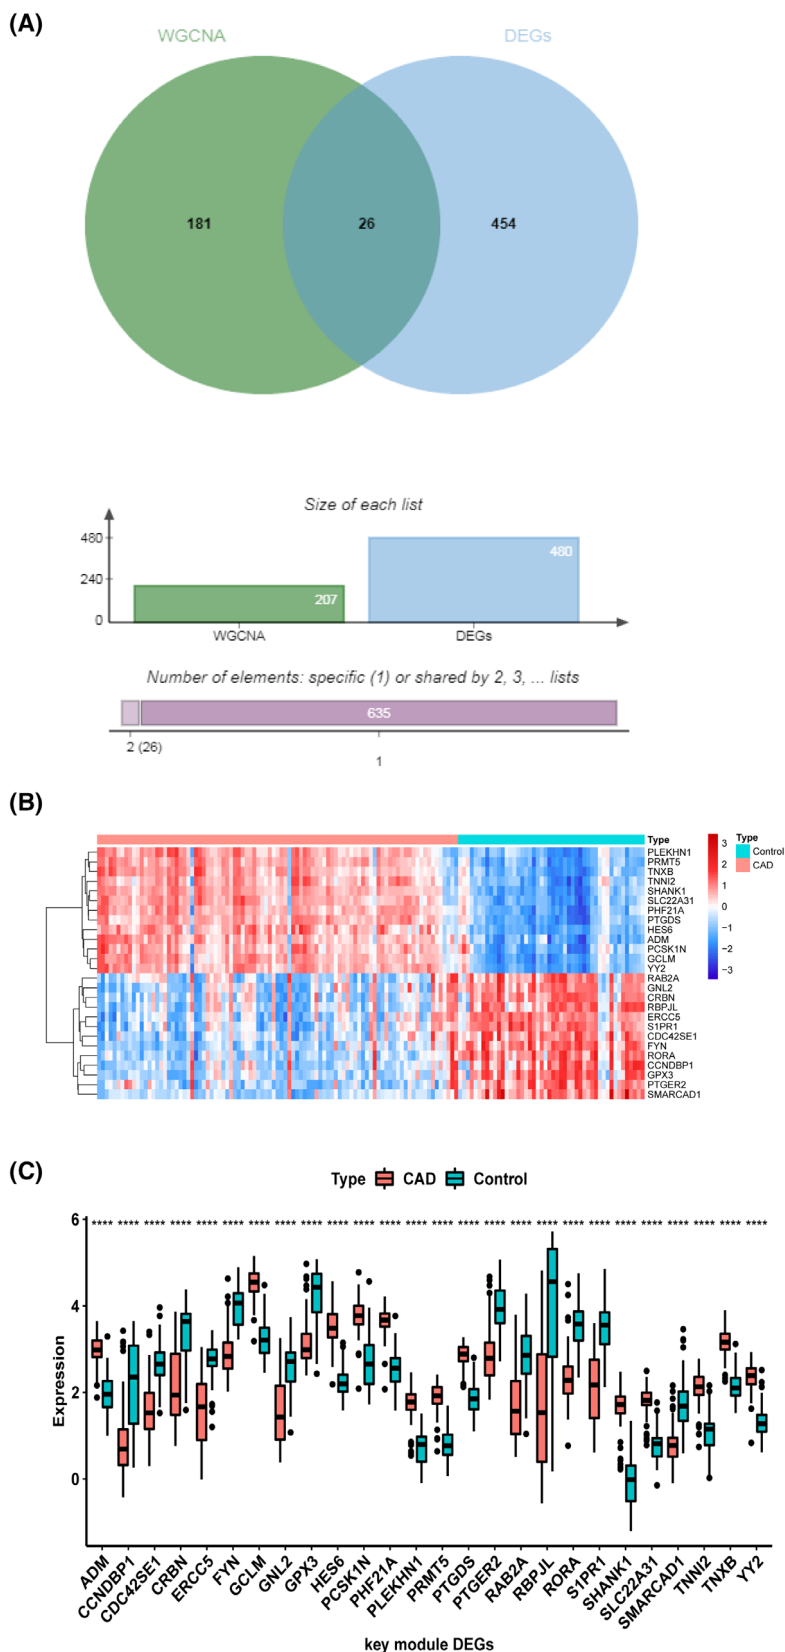 (A)
WGCNA
DEGs
181
26
454
Size of each list
480
240
0
207
480
WGCNA
DEGs
Number of elements: specific (1) or shared by 2, 3, ... lists
635
2 (26)
1
(B)
Type
PLEKHN1
PRMT5
TNXB
TNNI2
SHANK1
SLC22A31
PHF21A
PTGDS
HES6
ADM
PCSK1N
GCLM
YY2
RAB2A
GNL2
CRBN
RBPJL
ERCC5
S1PR1
CDC42SE1
FYN
RORA
CCNDBP1
GPX3
PTGER2
SMARCAD1
3
2
1
0
−1
−2
−3
Type
Control
CAD
(C)
Type CAD Control
**** **** **** **** **** **** **** **** **** **** **** **** **** **** **** **** **** **** **** **** **** **** **** **** **** ****
6
4
2
0
Expression
ADM
CCNDBP1
CDC42SE1
CRBN
ERCC5
FYN
GCLM
GNL2
GPX3
HES6
PCSK1N
PHF21A
PLEKHN1
PRMT5
PTGDS
PTGER2
RAB2A
RBPJL
RORA
S1PR1
SHANK1
SLC22A31
SMARCAD1
TNNI2
TNXB
YY2
key module DEGs